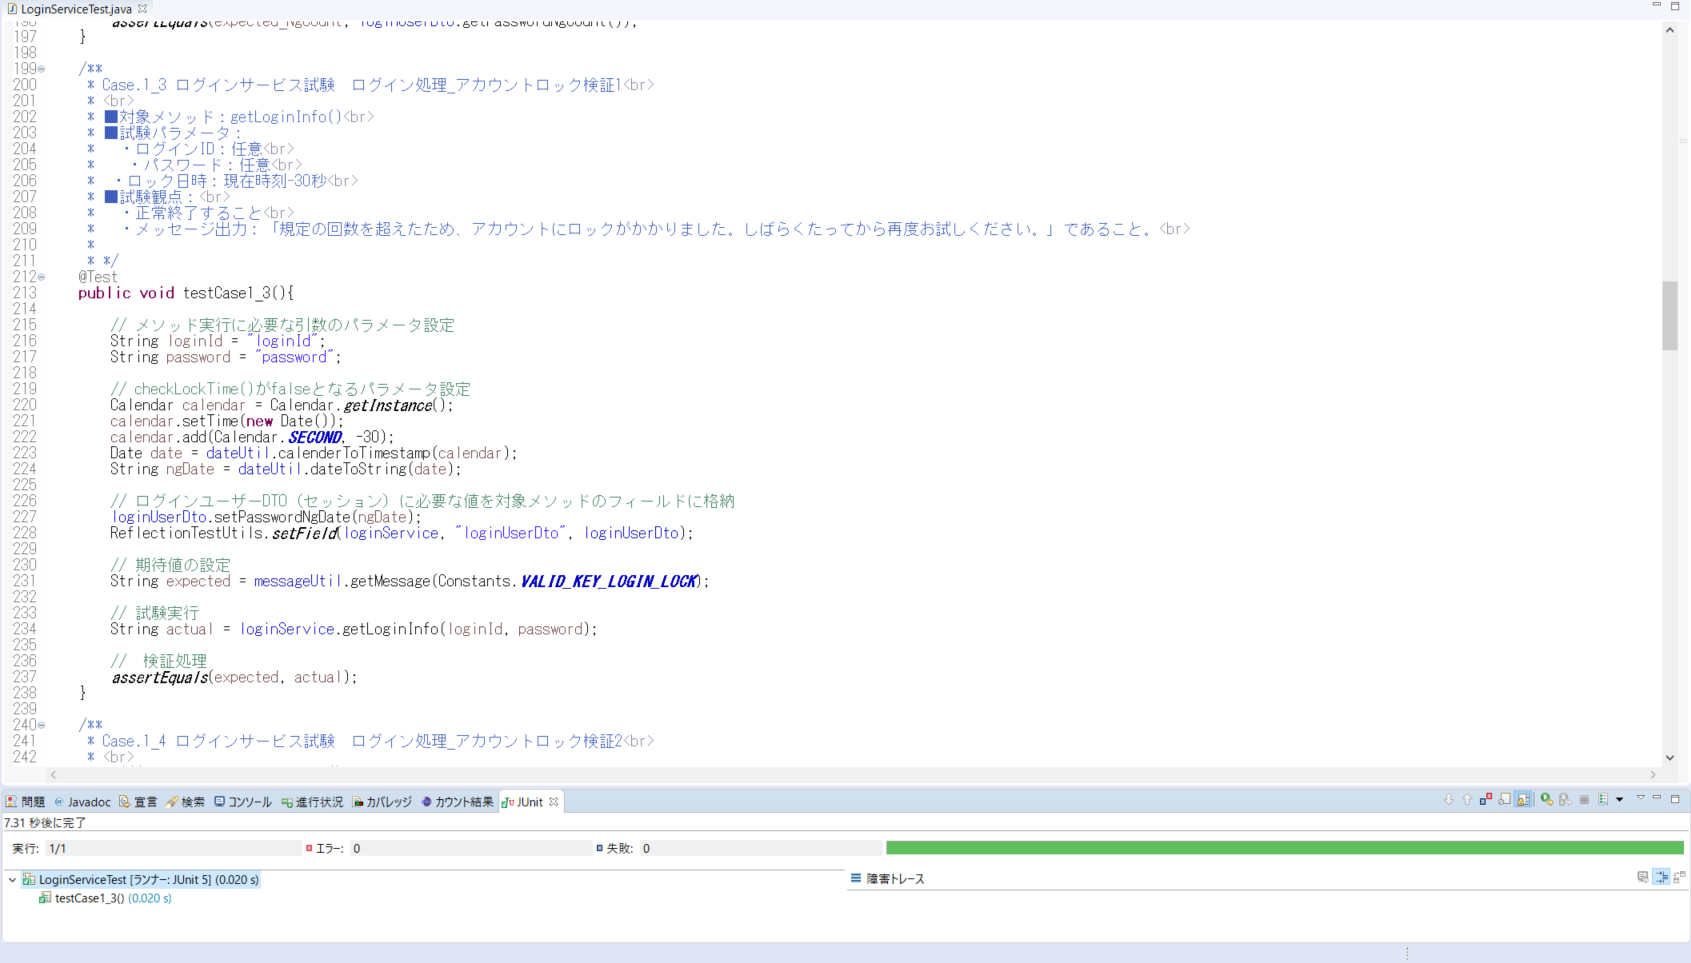 LoginServiceTest.java
196 assertEquals(expected_NgCount, loginUserDto.getPasswordNgCount());
197 }
198
199 /**
200 * Case.1_3 ログインサービス試験　ログイン処理_アカウントロック検証1<br>
201 * <br>
202 * ■対象メソッド：getLoginInfo()<br>
203 * ■試験パラメータ：
204 * ・ログインID：任意<br>
205 * ・パスワード：任意<br>
206 * ・ロック日時：現在時刻-30秒<br>
207 * ■試験観点：<br>
208 * ・正常終了すること<br>
209 * ・メッセージ出力：「規定の回数を超えたため、アカウントにロックがかかりました。しばらくたってから再度お試しください。」であること。<br>
210 *
211 * */
212 @Test
213 public void testCase1_3(){
214
215 // メソッド実行に必要な引数のパラメータ設定
216 String loginId = "loginId";
217 String password = "password";
218
219 // checkLockTime()がfalseとなるパラメータ設定
220 Calendar calendar = Calendar.getInstance();
221 calendar.setTime(new Date());
222 calendar.add(Calendar.SECOND, -30);
223 Date date = dateUtil.calenderToTimestamp(calendar);
224 String ngDate = dateUtil.dateToString(date);
225
226 // ログインユーザーDTO（セッション）に必要な値を対象メソッドのフィールドに格納
227 loginUserDto.setPasswordNgDate(ngDate);
228 ReflectionTestUtils.setField(loginService, "loginUserDto", loginUserDto);
229
230 // 期待値の設定
231 String expected = messageUtil.getMessage(Constants.VALID_KEY_LOGIN_LOCK);
232
233 // 試験実行
234 String actual = loginService.getLoginInfo(loginId, password);
235
236 //　検証処理
237 assertEquals(expected, actual);
238 }
239
240 /**
241 * Case.1_4 ログインサービス試験　ログイン処理_アカウントロック検証2<br>
242 * <br>
問題 @ Javadoc 宣言 検索 コンソール 進行状況 カバレッジ カウント結果 JUnit
7.31 秒後に完了
実行: 1/1 エラー: 0 失敗: 0
LoginServiceTest [ランナー: JUnit 5] (0.020 s) 障害トレース
testCase1_3() (0.020 s)